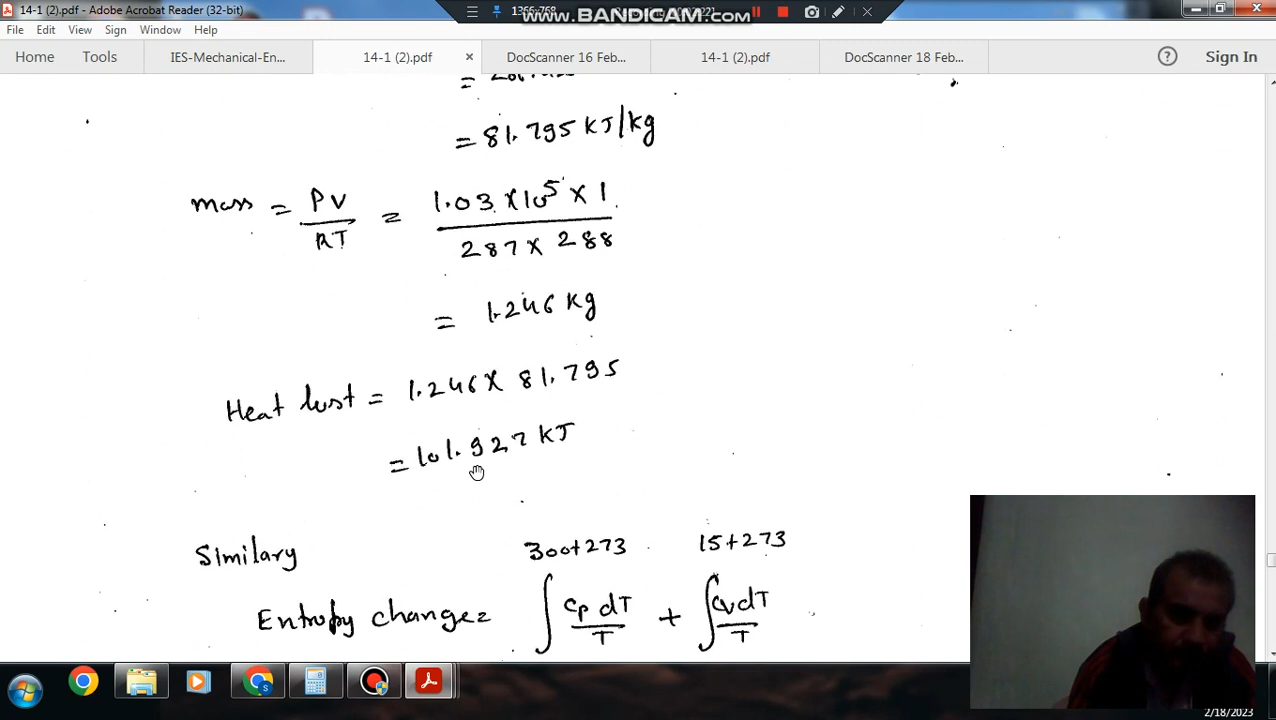 14-1 (2).pdf - Adobe Acrobat Reader (32-bit)
1366x768
www.BANDICAM.com
File Edit View Sign Window Help
Home Tools IES-Mechanical-En... 14-1 (2).pdf × DocScanner 16 Feb... 14-1 (2).pdf DocScanner 18 Feb... Sign In
= 81.795 KJ/kg
mass = PV / RT = 1.03 × 10⁵ × 1 / 287 × 288
= 1.246 kg
Heat lost = 1.246 × 81.795
= 101.927 KJ
Similary 300+273 15+273
Entropy change = ∫ Cp dT / T + ∫ Cv dT / T
2/18/2023